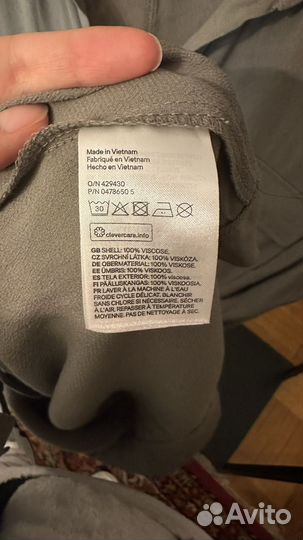 Made in Vietnam
Fabriqué en Vietnam
Hecho en Vietnam
O/N 429430
P/N 0478650 5
30
clevercare.info
GB SHELL: 100% VISCOSE.
CZ SVRCHNÍ LÁTKA: 100% VISKÓZA.
DE OBERMATERIAL: 100% VISKOSE.
EE ÜMBRIS: 100% VISKOOS.
ES TELA EXTERIOR: 100% viscosa.
FI PÄÄLLISKANGAS: 100% VISKOOSIA.
FR LAVER À LA MACHINE À L'EAU
FROIDE CYCLE DÉLICAT. BLANCHIR
SANS CHLORE SI NÉCESSAIRE. SÉCHER
À L'AIR. REPASSER À TEMPÉRATURE
MOYENNE. PAS DE NETTOYAGE À SEC.
Avito